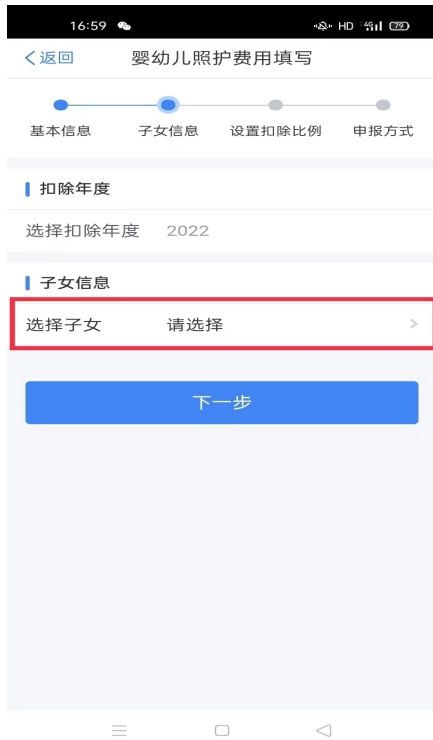 16:59 HD 4G 79
返回 婴幼儿照护费用填写
基本信息 子女信息 设置扣除比例 申报方式
扣除年度
选择扣除年度 2022
子女信息
选择子女 请选择
下一步